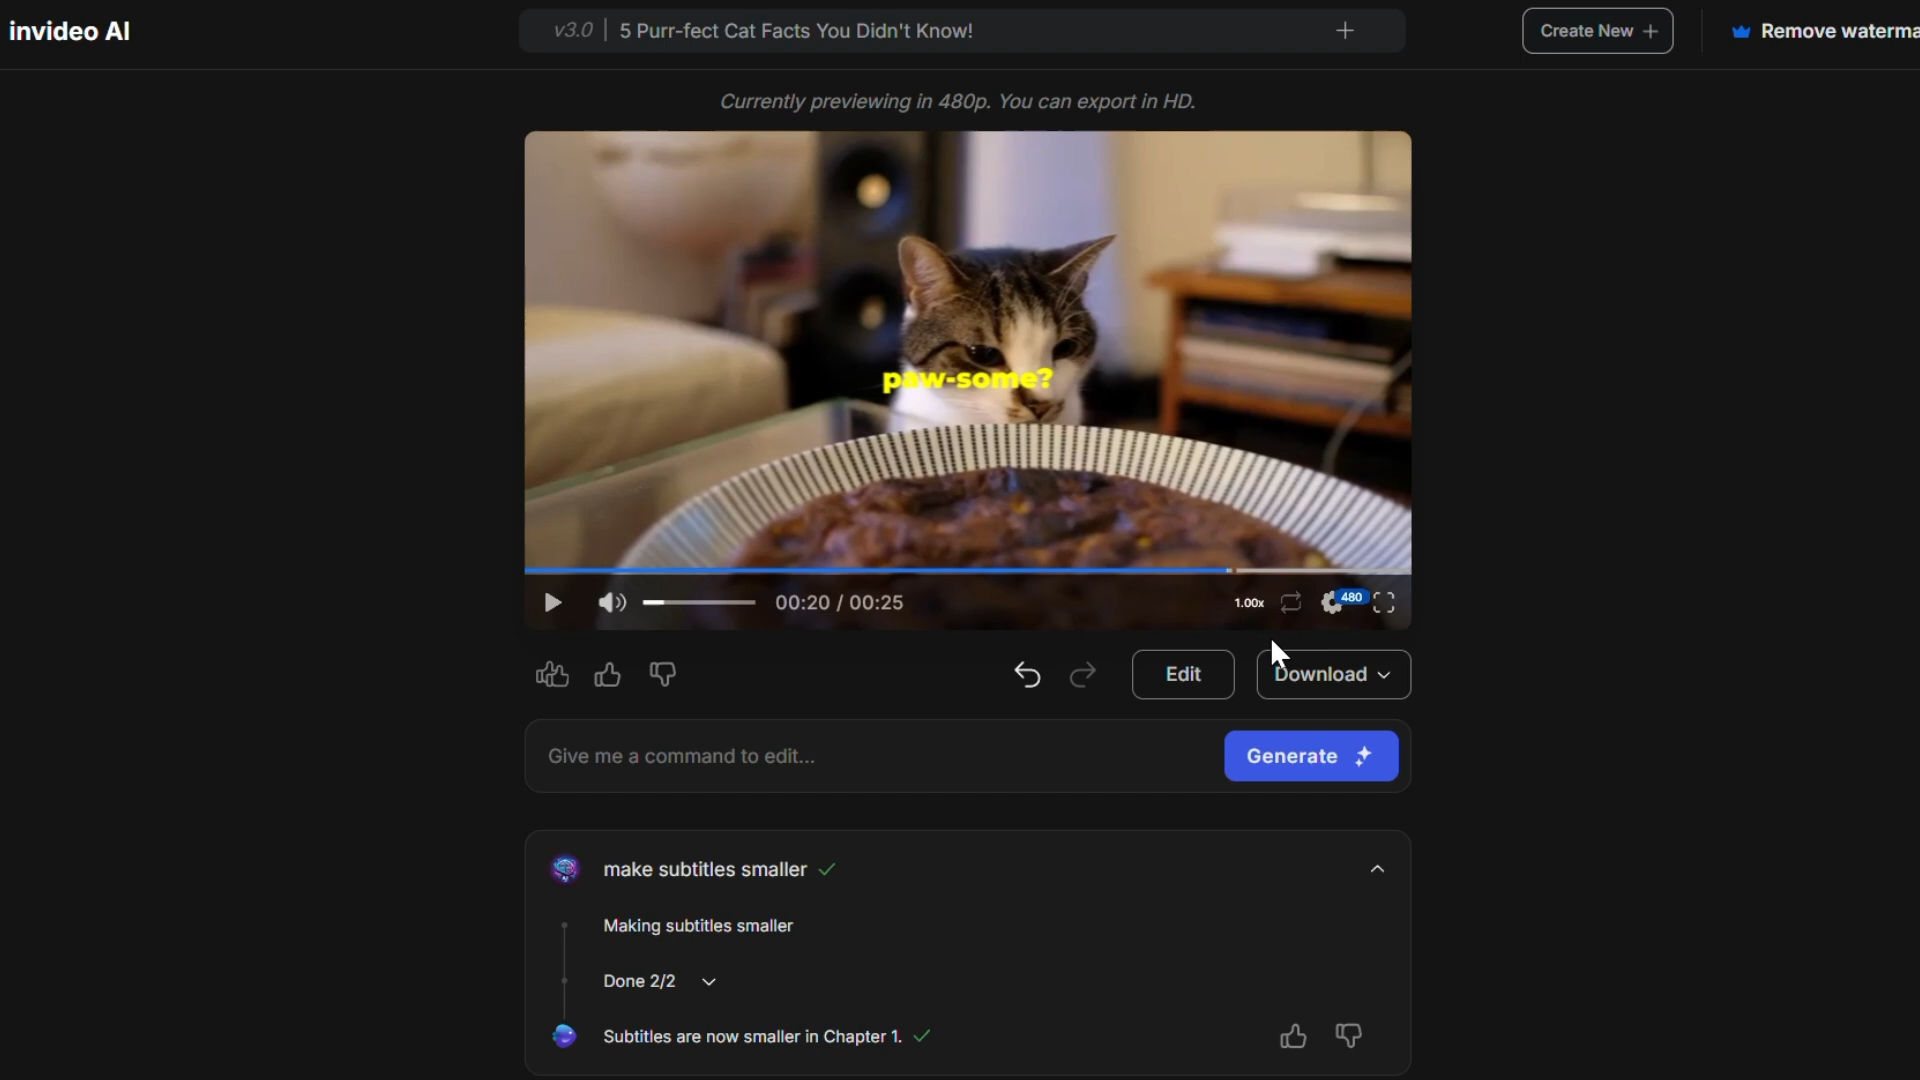 invideo AI
v3.0 | 5 Purr-fect Cat Facts You Didn't Know!
Create New
Remove waterma
Currently previewing in 480p. You can export in HD.
paw-some?
00:20 / 00:25
1.00x
480
Edit
Download
Give me a command to edit...
Generate
make subtitles smaller
Making subtitles smaller
Done 2/2
Subtitles are now smaller in Chapter 1.